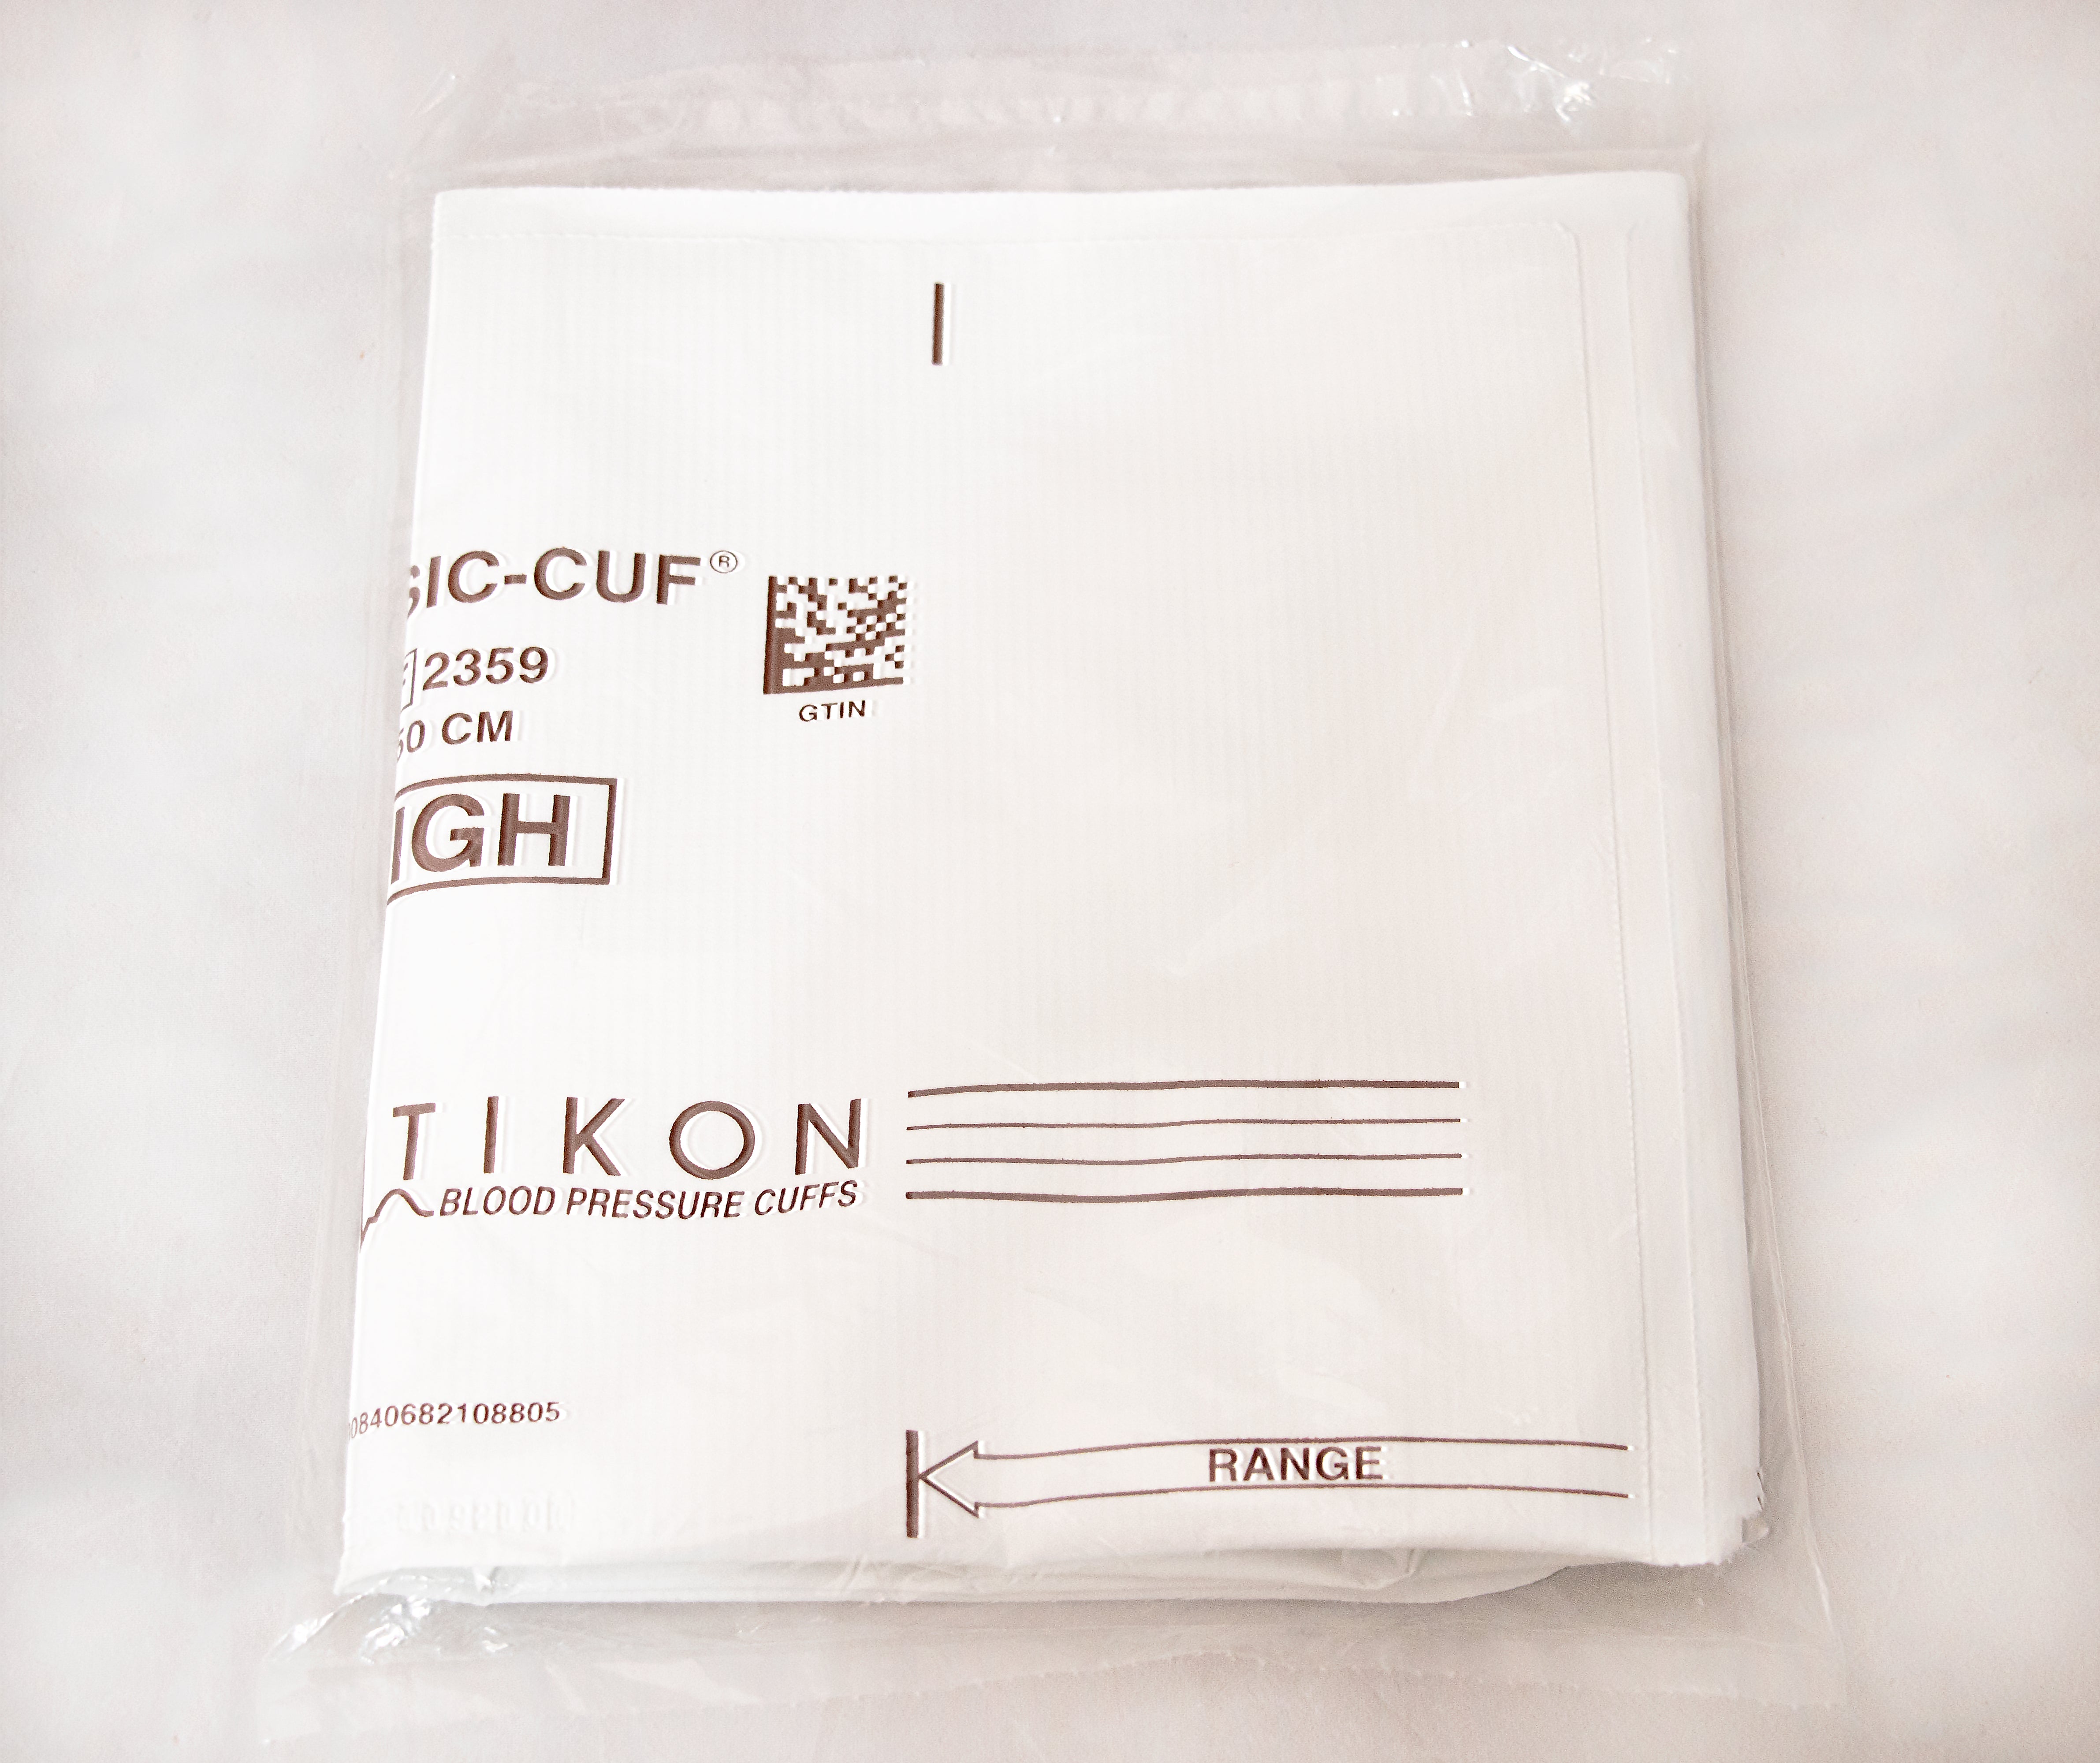 SIC-CUF®
2359
50 CM
IGH
GTIN
TIKON
BLOOD PRESSURE CUFFS
0840682108805
RANGE